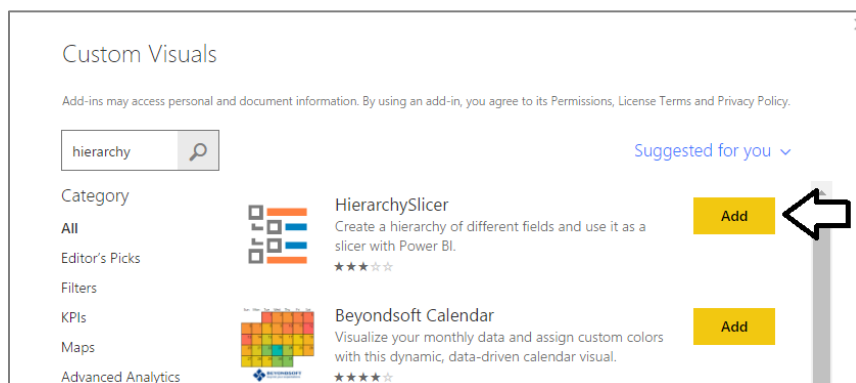 Custom Visuals
Add-ins may access personal and document information. By using an add-in, you agree to its Permissions, License Terms and Privacy Policy.
hierarchy
Suggested for you
Category
All
Editor's Picks
Filters
KPIs
Maps
Advanced Analytics
HierarchySlicer
Create a hierarchy of different fields and use it as a
slicer with Power BI.
Add
Beyondsoft Calendar
Visualize your monthly data and assign custom colors
with this dynamic, data-driven calendar visual.
Add
BEYONDSOFT